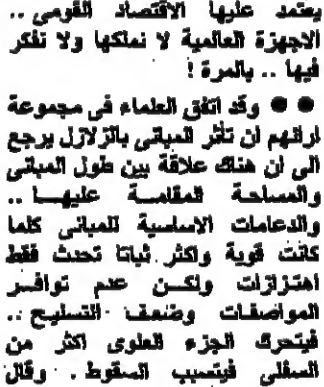 يعتمد عليها الاقتصاد القومى ..
الاجهزة العالمية لا نملكها ولا نفكر
فيها .. بالمرة !
●● وقد اتفق العلماء فى مجموعة
ارائهم ان تأثر المبانى بالزلازل يرجع
الى ان هناك علاقة بين طول المبانى
والمساحة المقامة عليها ..
والدعامات الاساسية للمبانى كلما
كانت قوية واكثر ثباتا تحدث فقط
اهتزازات ولكن عدم توافر
المواصفات وضعف التسليح ..
فيتحرك الجزء العلوى اكثر من
السفلى فيتسبب السقوط . وقال